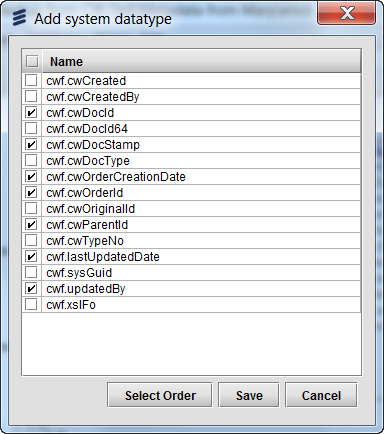 Add system datatype
Name
cwf.cwCreated
cwf.cwCreatedBy
cwf.cwDocId
cwf.cwDocId64
cwf.cwDocStamp
cwf.cwDocType
cwf.cwOrderCreationDate
cwf.cwOrderId
cwf.cwOriginalId
cwf.cwParentId
cwf.cwTypeNo
cwf.lastUpdatedDate
cwf.sysGuid
cwf.updatedBy
cwf.xslFo
Select Order Save Cancel